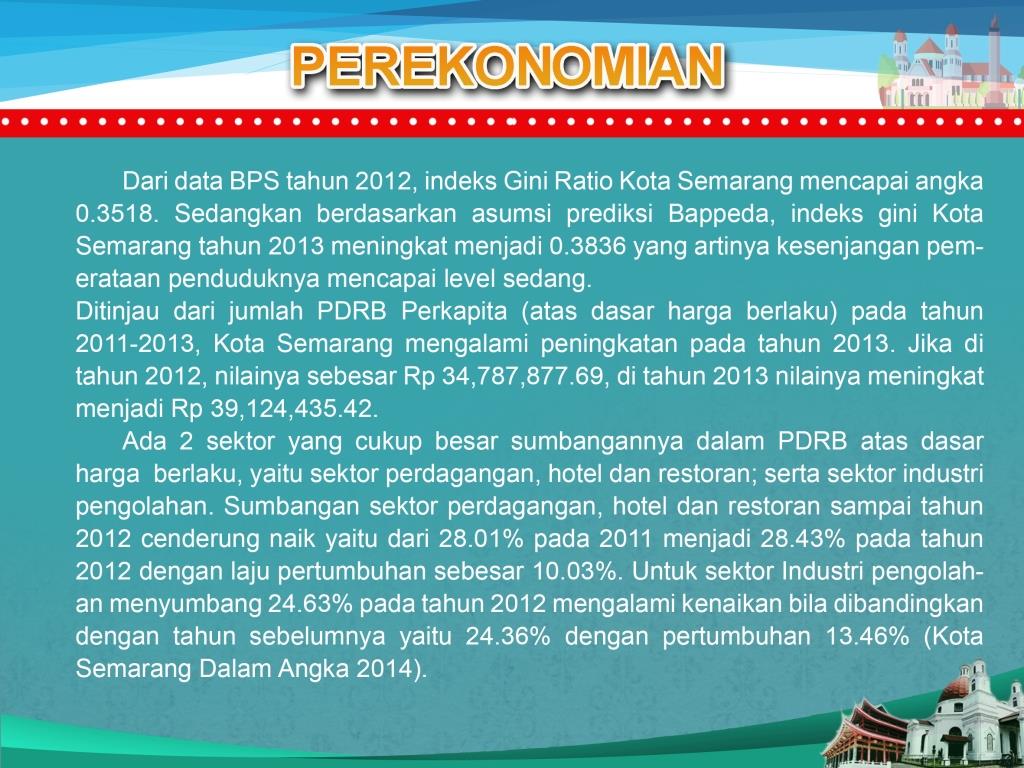 PEREKONOMIAN
Dari data BPS tahun 2012, indeks Gini Ratio Kota Semarang mencapai angka
0.3518. Sedangkan berdasarkan asumsi prediksi Bappeda, indeks gini Kota
Semarang tahun 2013 meningkat menjadi 0.3836 yang artinya kesenjangan pem-
erataan penduduknya mencapai level sedang.
Ditinjau dari jumlah PDRB Perkapita (atas dasar harga berlaku) pada tahun
2011-2013, Kota Semarang mengalami peningkatan pada tahun 2013. Jika di
tahun 2012, nilainya sebesar Rp 34,787,877.69, di tahun 2013 nilainya meningkat
menjadi Rp 39,124,435.42.
Ada 2 sektor yang cukup besar sumbangannya dalam PDRB atas dasar
harga berlaku, yaitu sektor perdagangan, hotel dan restoran; serta sektor industri
pengolahan. Sumbangan sektor perdagangan, hotel dan restoran sampai tahun
2012 cenderung naik yaitu dari 28.01% pada 2011 menjadi 28.43% pada tahun
2012 dengan laju pertumbuhan sebesar 10.03%. Untuk sektor Industri pengolah-
an menyumbang 24.63% pada tahun 2012 mengalami kenaikan bila dibandingkan
dengan tahun sebelumnya yaitu 24.36% dengan pertumbuhan 13.46% (Kota
Semarang Dalam Angka 2014).